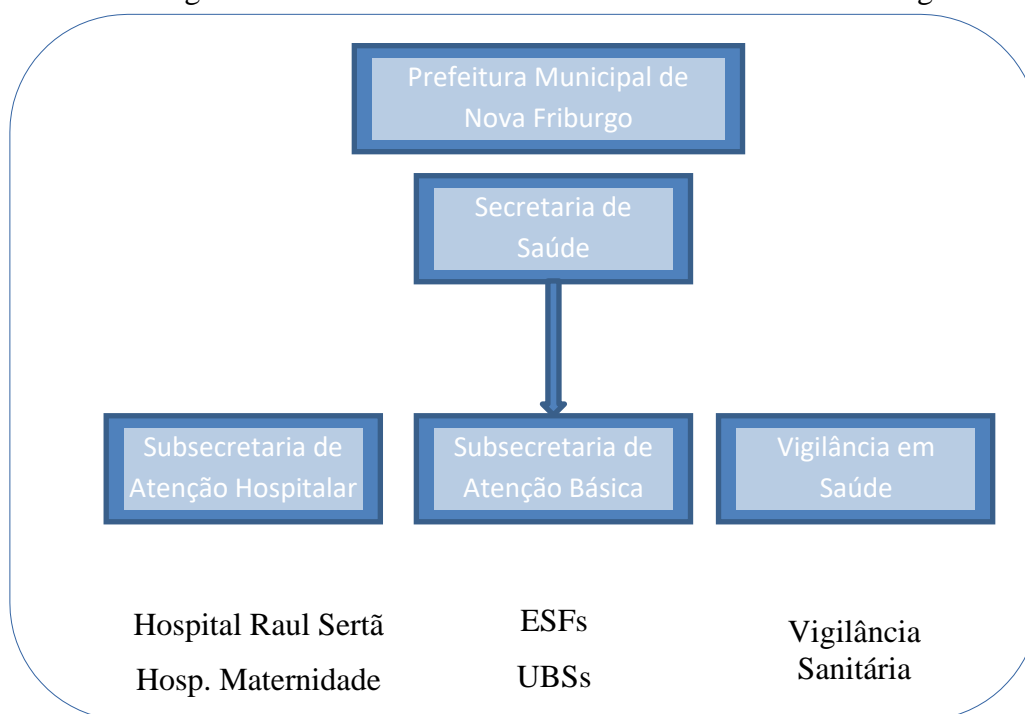 Prefeitura Municipal de
Nova Friburgo
Secretaria de
Saúde
Subsecretaria de
Atenção Hospitalar
Subsecretaria de
Atenção Básica
Vigilância em
Saúde
Hospital Raul Sertã
Hosp. Maternidade
ESFs
UBSs
Vigilância
Sanitária